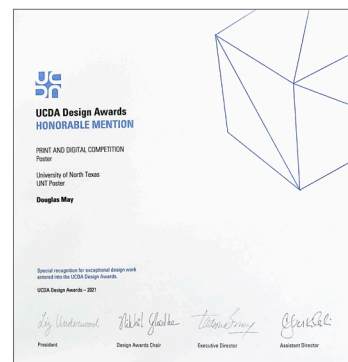 UCDA Design Awards
HONORABLE MENTION
PRINT AND DIGITAL COMPETITION
Poster
University of North Texas
UNT Poster
Douglas May
Special recognition for exceptional design work
entered into the UCDA Design Awards.
UCDA Design Awards – 2021
Liz Underwood
President
Design Awards Chair
Executive Director
Assistant Director